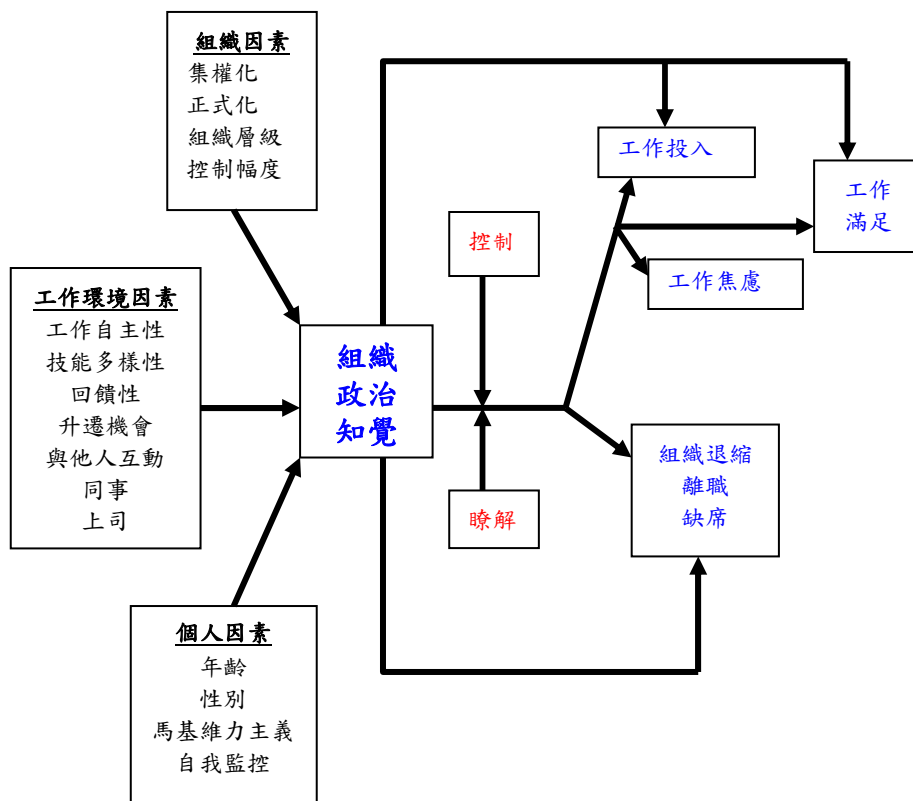 組織因素
集權化
正式化
組織層級
控制幅度
工作環境因素
工作自主性
技能多樣性
回饋性
升遷機會
與他人互動
同事
上司
個人因素
年齡
性別
馬基維力主義
自我監控
組織
政治
知覺
控制
瞭解
工作投入
工作
滿足
工作焦慮
組織退縮
離職
缺席